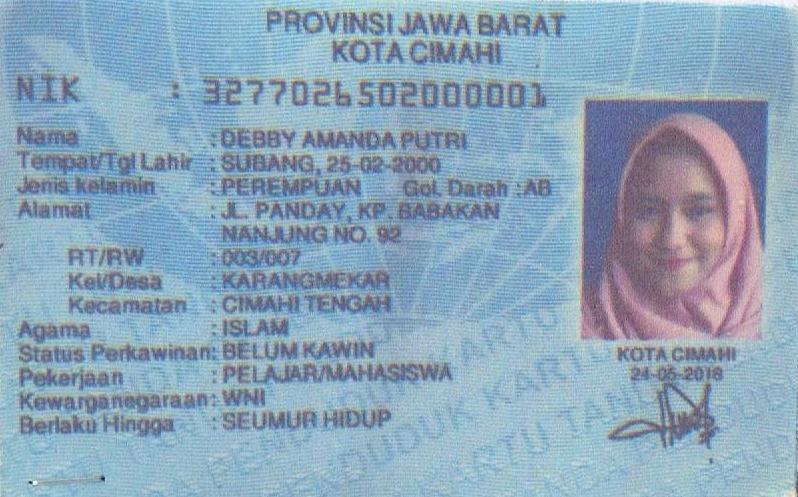 PROVINSI JAWA BARAT
KOTA CIMAHI
NIK : 3277026502000001
Nama : DEBBY AMANDA PUTRI
Tempat/Tgl Lahir : SUBANG, 25-02-2000
Jenis kelamin : PEREMPUAN Gol. Darah : AB
Alamat : JL. PANDAY, KP. BABAKAN
NANJUNG NO. 92
RT/RW : 003/007
Kel/Desa : KARANGMEKAR
Kecamatan : CIMAHI TENGAH
Agama : ISLAM
Status Perkawinan: BELUM KAWIN
Pekerjaan : PELAJAR/MAHASISWA
Kewarganegaraan: WNI
Berlaku Hingga : SEUMUR HIDUP
KOTA CIMAHI
24-05-2018